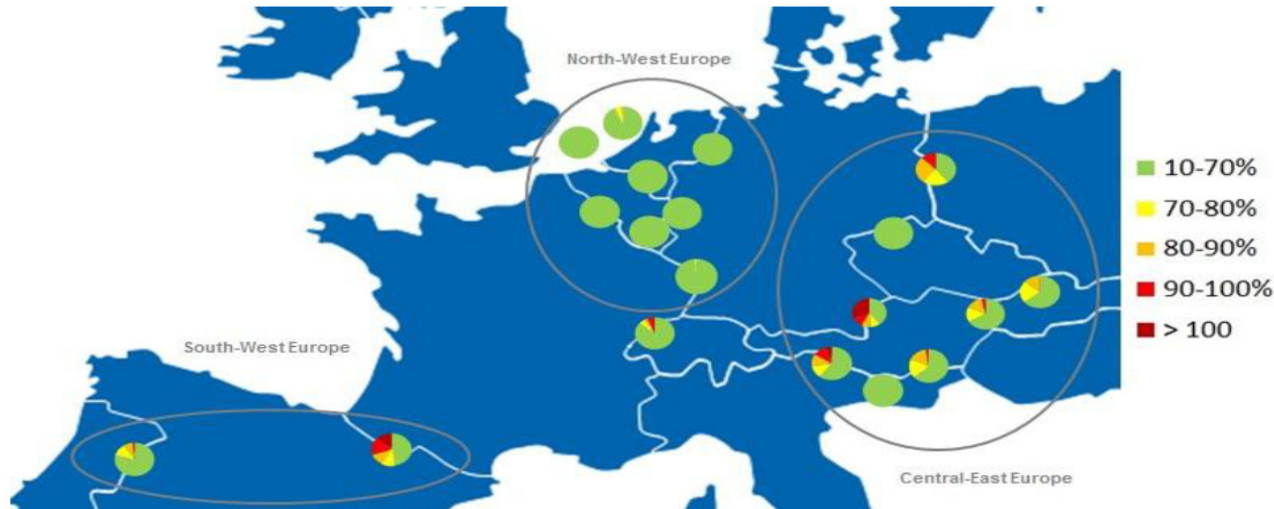 North-West Europe
10-70%
70-80%
80-90%
90-100%
> 100
South-West Europe
Central-East Europe